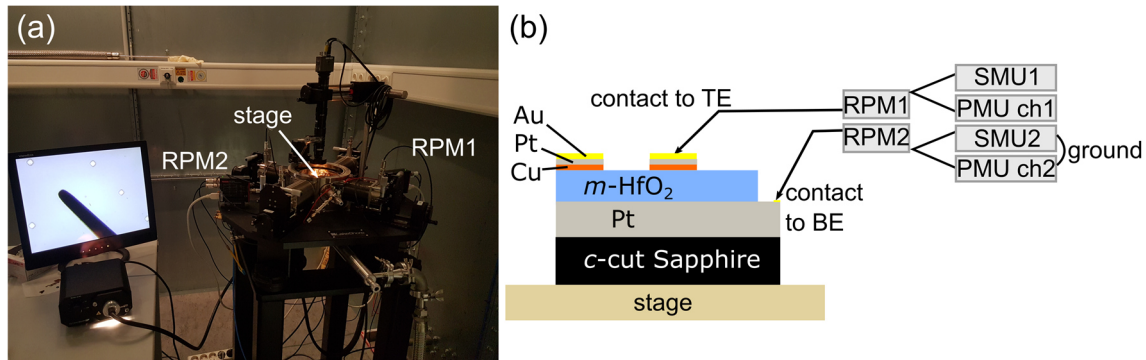 (a)
stage
RPM2
RPM1
(b)
contact to TE
Au
Pt
Cu
m-HfO₂
Pt
c-cut Sapphire
stage
contact
to BE
RPM1
RPM2
SMU1
PMU ch1
SMU2
PMU ch2
ground